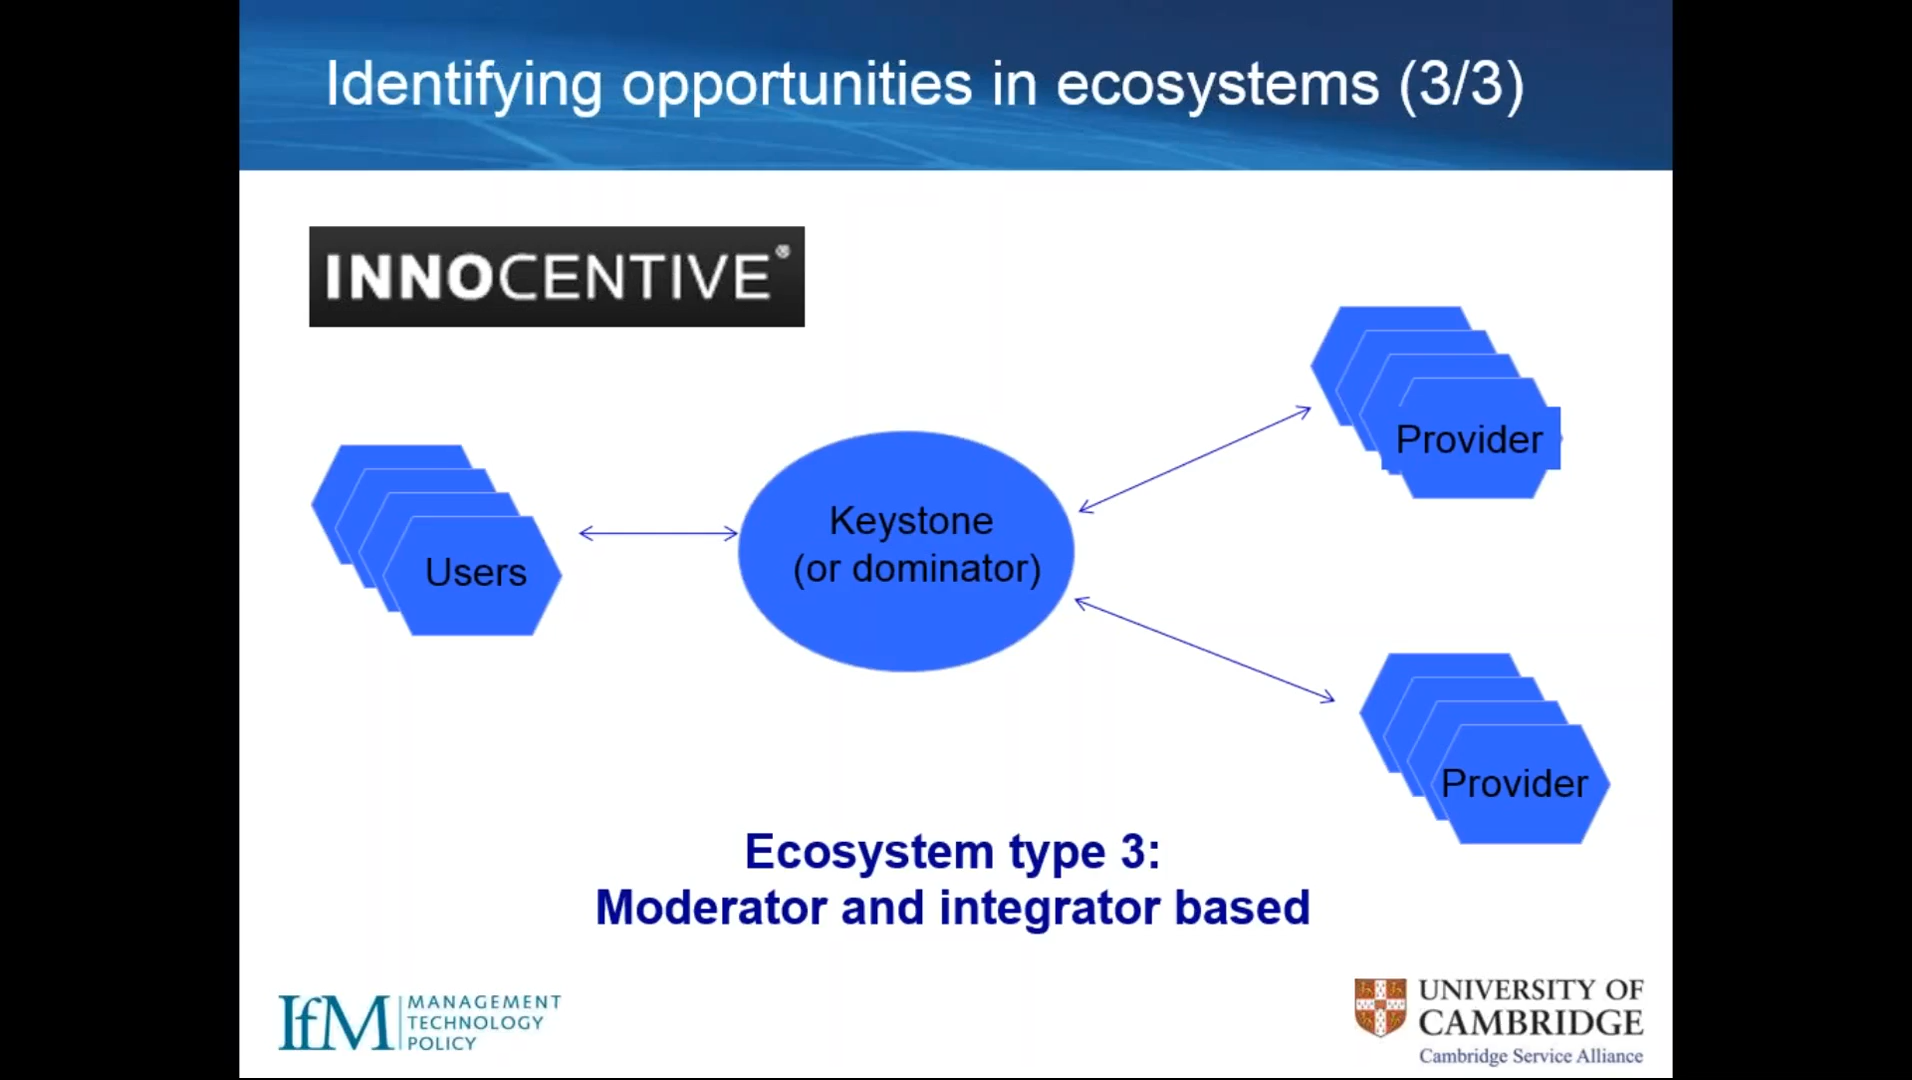 Identifying opportunities in ecosystems (3/3)
INNOCENTIVE®
Provider
Users
Keystone
(or dominator)
Provider
Ecosystem type 3:
Moderator and integrator based
IfM MANAGEMENT
TECHNOLOGY
POLICY
UNIVERSITY OF
CAMBRIDGE
Cambridge Service Alliance